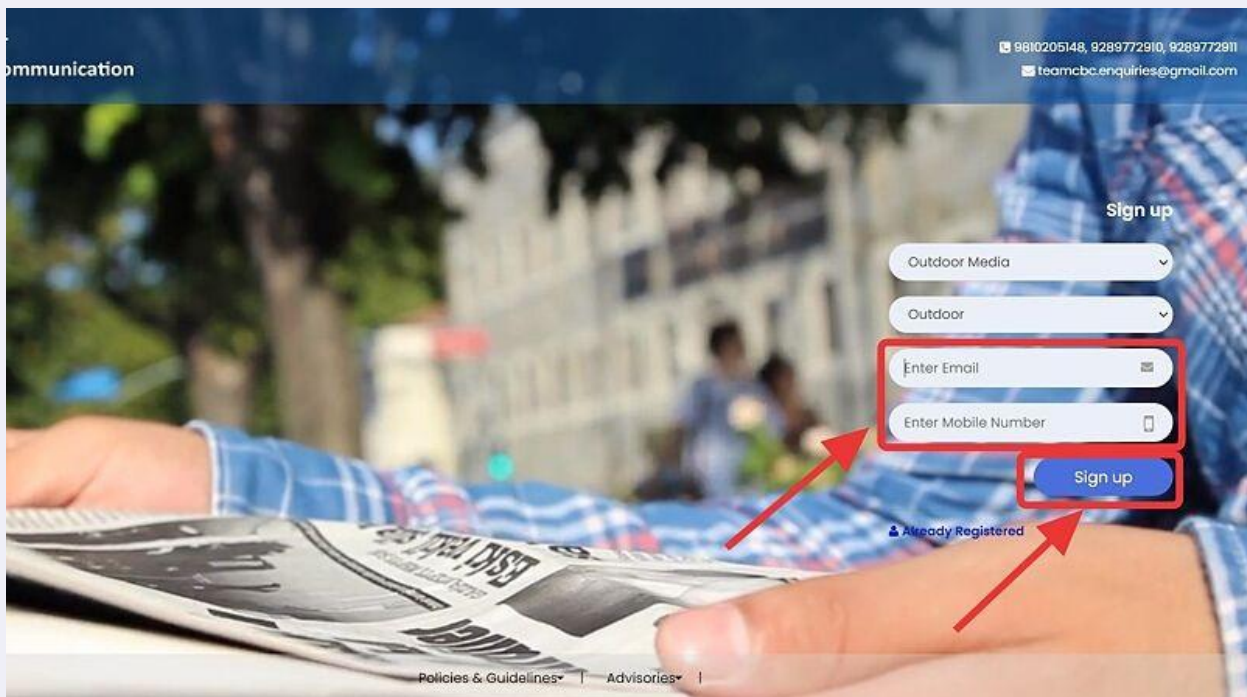 ommunication
9810205148, 9289772910, 9289772911
teamcbc.enquiries@gmail.com
Sign up
Outdoor Media
Outdoor
Enter Email
Enter Mobile Number
Sign up
Already Registered
Policies & Guidelines
Advisories